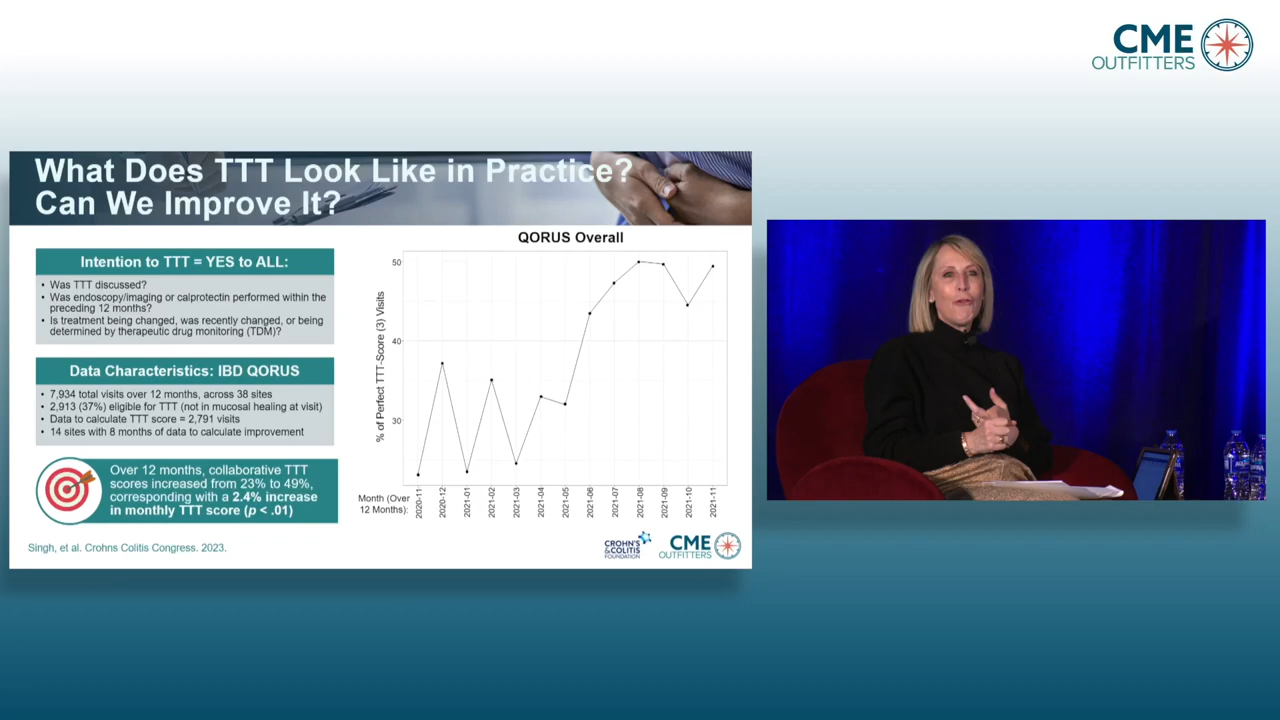 CME
OUTFITTERS
What Does TTT Look Like in Practice?
Can We Improve It?
Intention to TTT = YES to ALL:
• Was TTT discussed?
• Was endoscopy/imaging or calprotectin performed within the
preceding 12 months?
• Is treatment being changed, was recently changed, or being
determined by therapeutic drug monitoring (TDM)?
Data Characteristics: IBD QORUS
• 7,934 total visits over 12 months, across 38 sites
• 2,913 (37%) eligible for TTT (not in mucosal healing at visit)
• Data to calculate TTT score = 2,791 visits
• 14 sites with 8 months of data to calculate improvement
Over 12 months, collaborative TTT
scores increased from 23% to 49%,
corresponding with a 2.4% increase
in monthly TTT score (p < .01)
Singh, et al. Crohns Colitis Congress. 2023.
QORUS Overall
% of Perfect TTT-Score (3) Visits
50
40
30
Month (Over
12 Months):
2020-11
2020-12
2021-01
2021-02
2021-03
2021-04
2021-05
2021-06
2021-07
2021-08
2021-09
2021-10
2021-11
CROHN'S
& COLITIS
FOUNDATION
CME
OUTFITTERS